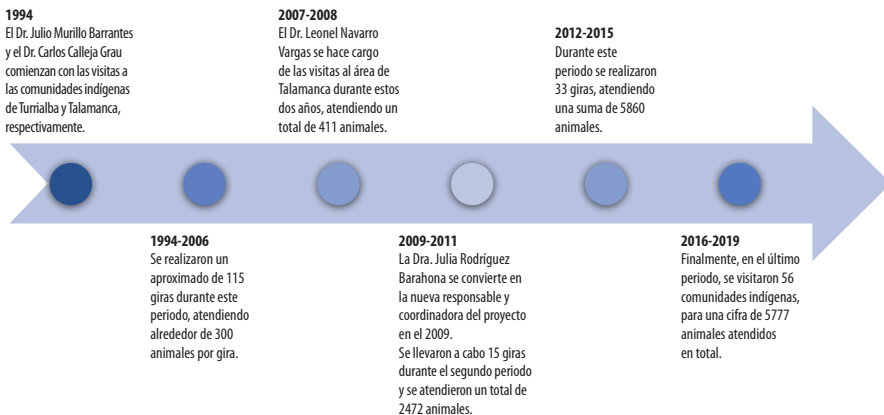 1994
El Dr. Julio Murillo Barrantes
y el Dr. Carlos Calleja Grau
comienzan con las visitas a
las comunidades indígenas
de Turrialba y Talamanca,
respectivamente.
1994-2006
Se realizaron un
aproximado de 115
giras durante este
periodo, atendiendo
alrededor de 300
animales por gira.
2007-2008
El Dr. Leonel Navarro
Vargas se hace cargo
de las visitas al área de
Talamanca durante estos
dos años, atendiendo un
total de 411 animales.
2009-2011
La Dra. Julia Rodríguez
Barahona se convierte en
la nueva responsable y
coordinadora del proyecto
en el 2009.
Se llevaron a cabo 15 giras
durante el segundo periodo
y se atendieron un total de
2472 animales.
2012-2015
Durante este
periodo se realizaron
33 giras, atendiendo
una suma de 5860
animales.
2016-2019
Finalmente, en el último
periodo, se visitaron 56
comunidades indígenas,
para una cifra de 5777
animales atendidos
en total.